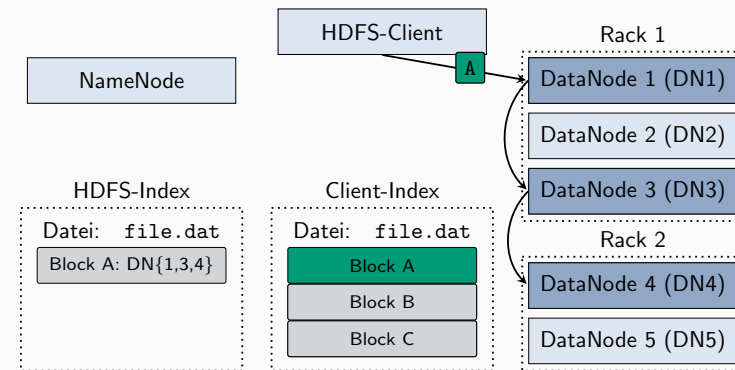 HDFS-Client
A
NameNode
Rack 1
DataNode 1 (DN1)
DataNode 2 (DN2)
DataNode 3 (DN3)
Rack 2
DataNode 4 (DN4)
DataNode 5 (DN5)
HDFS-Index
Datei: file.dat
Block A: DN{1,3,4}
Client-Index
Datei: file.dat
Block A
Block B
Block C